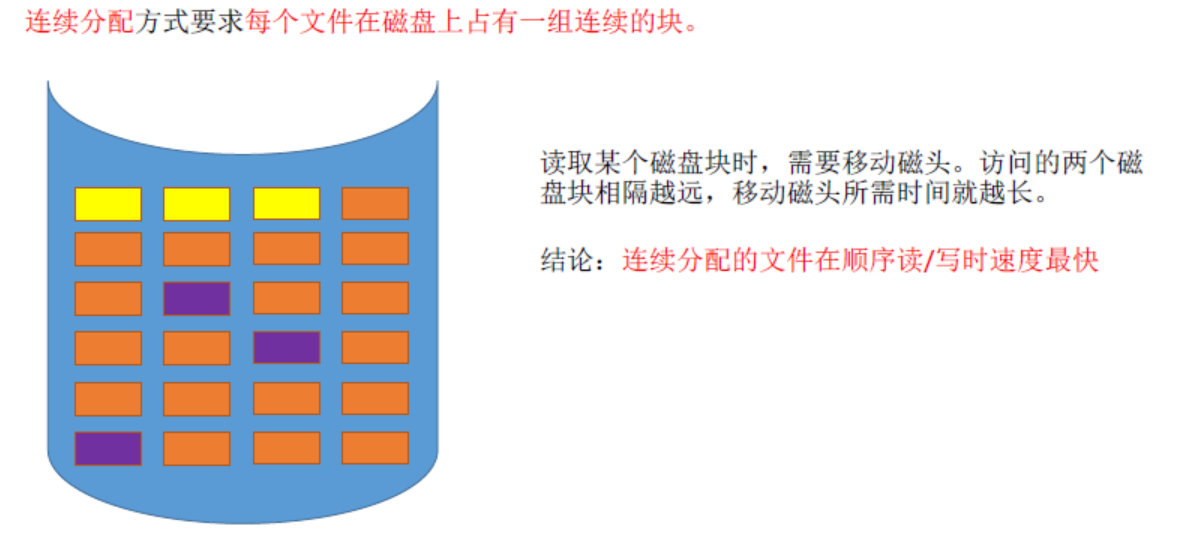 连续分配方式要求每个文件在磁盘上占有一组连续的块。
读取某个磁盘块时，需要移动磁头。访问的两个磁
盘块相隔越远，移动磁头所需时间就越长。
结论：连续分配的文件在顺序读/写时速度最快